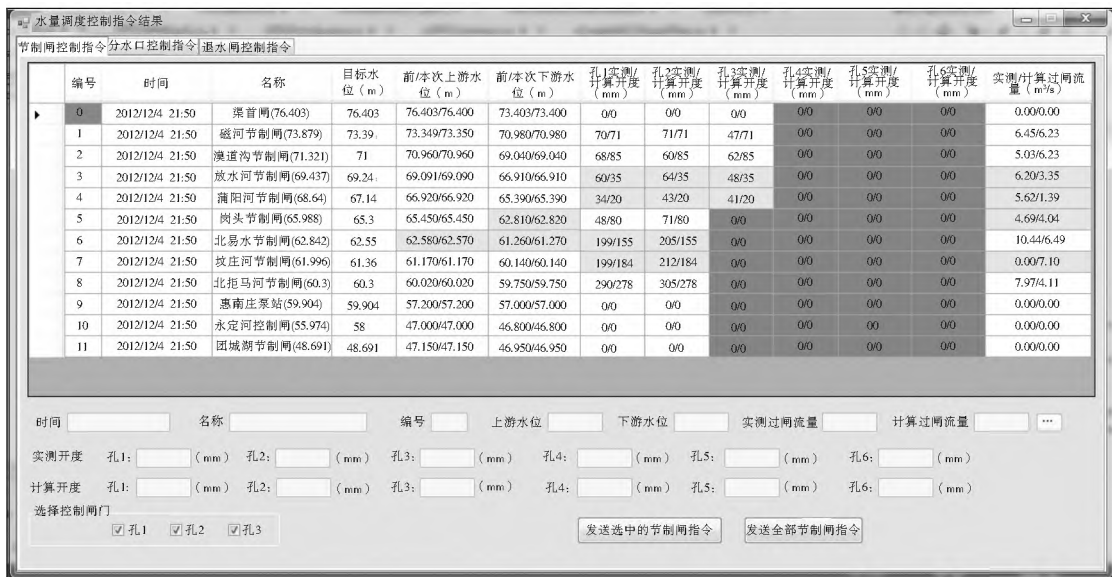 水量调度控制指令结果
节制闸控制指令 分水口控制指令 退水闸控制指令
编号 时间 名称 目标水位（m） 前/本次上游水位（m） 前/本次下游水位（m） 孔1实测/计算开度（mm） 孔2实测/计算开度（mm） 孔3实测/计算开度（mm） 孔4实测/计算开度（mm） 孔5实测/计算开度（mm） 孔6实测/计算开度（mm） 实测/计算过闸流量（m³/s）
0 2012/12/4 21:50 渠首闸(76.403) 76.403 76.403/76.400 73.403/73.400 0/0 0/0 0/0 0/0 0/0 0/0 0.00/0.00
1 2012/12/4 21:50 磁河节制闸(73.879) 73.39 73.349/73.350 70.980/70.980 70/71 71/71 47/71 0/0 0/0 0/0 6.45/6.23
2 2012/12/4 21:50 漠道沟节制闸(71.321) 71 70.960/70.960 69.040/69.040 68/85 60/85 62/85 0/0 0/0 0/0 5.03/6.23
3 2012/12/4 21:50 放水河节制闸(69.437) 69.24 69.091/69.090 66.910/66.910 60/35 64/35 48/35 0/0 0/0 0/0 6.20/3.35
4 2012/12/4 21:50 蒲阳河节制闸(68.64) 67.14 66.920/66.920 65.390/65.390 34/20 43/20 41/20 0/0 0/0 0/0 5.62/1.39
5 2012/12/4 21:50 岗头节制闸(65.988) 65.3 65.450/65.450 62.810/62.820 48/80 71/80 0/0 0/0 0/0 0/0 4.69/4.04
6 2012/12/4 21:50 北易水节制闸(62.842) 62.55 62.580/62.570 61.260/61.270 199/155 205/155 0/0 0/0 0/0 0/0 10.44/6.49
7 2012/12/4 21:50 坟庄河节制闸(61.996) 61.36 61.170/61.170 60.140/60.140 199/184 212/184 0/0 0/0 0/0 0/0 0.00/7.10
8 2012/12/4 21:50 北拒马河节制闸(60.3) 60.3 60.020/60.020 59.750/59.750 290/278 305/278 0/0 0/0 0/0 0/0 7.97/4.11
9 2012/12/4 21:50 惠南庄泵站(59.904) 59.904 57.200/57.200 57.000/57.000 0/0 0/0 0/0 0/0 0/0 0/0 0.00/0.00
10 2012/12/4 21:50 永定河控制闸(55.974) 58 47.000/47.000 46.800/46.800 0/0 0/0 0/0 0/0 00 0/0 0.00/0.00
11 2012/12/4 21:50 团城湖节制闸(48.691) 48.691 47.150/47.150 46.950/46.950 0/0 0/0 0/0 0/0 0/0 0/0 0.00/0.00
时间 名称 编号 上游水位 下游水位 实测过闸流量 计算过闸流量 ...
实测开度 孔1: （mm） 孔2: （mm） 孔3: （mm） 孔4: （mm） 孔5: （mm） 孔6: （mm）
计算开度 孔1: （mm） 孔2: （mm） 孔3: （mm） 孔4: （mm） 孔5: （mm） 孔6: （mm）
选择控制闸门
孔1 孔2 孔3 发送选中的节制闸指令 发送全部节制闸指令